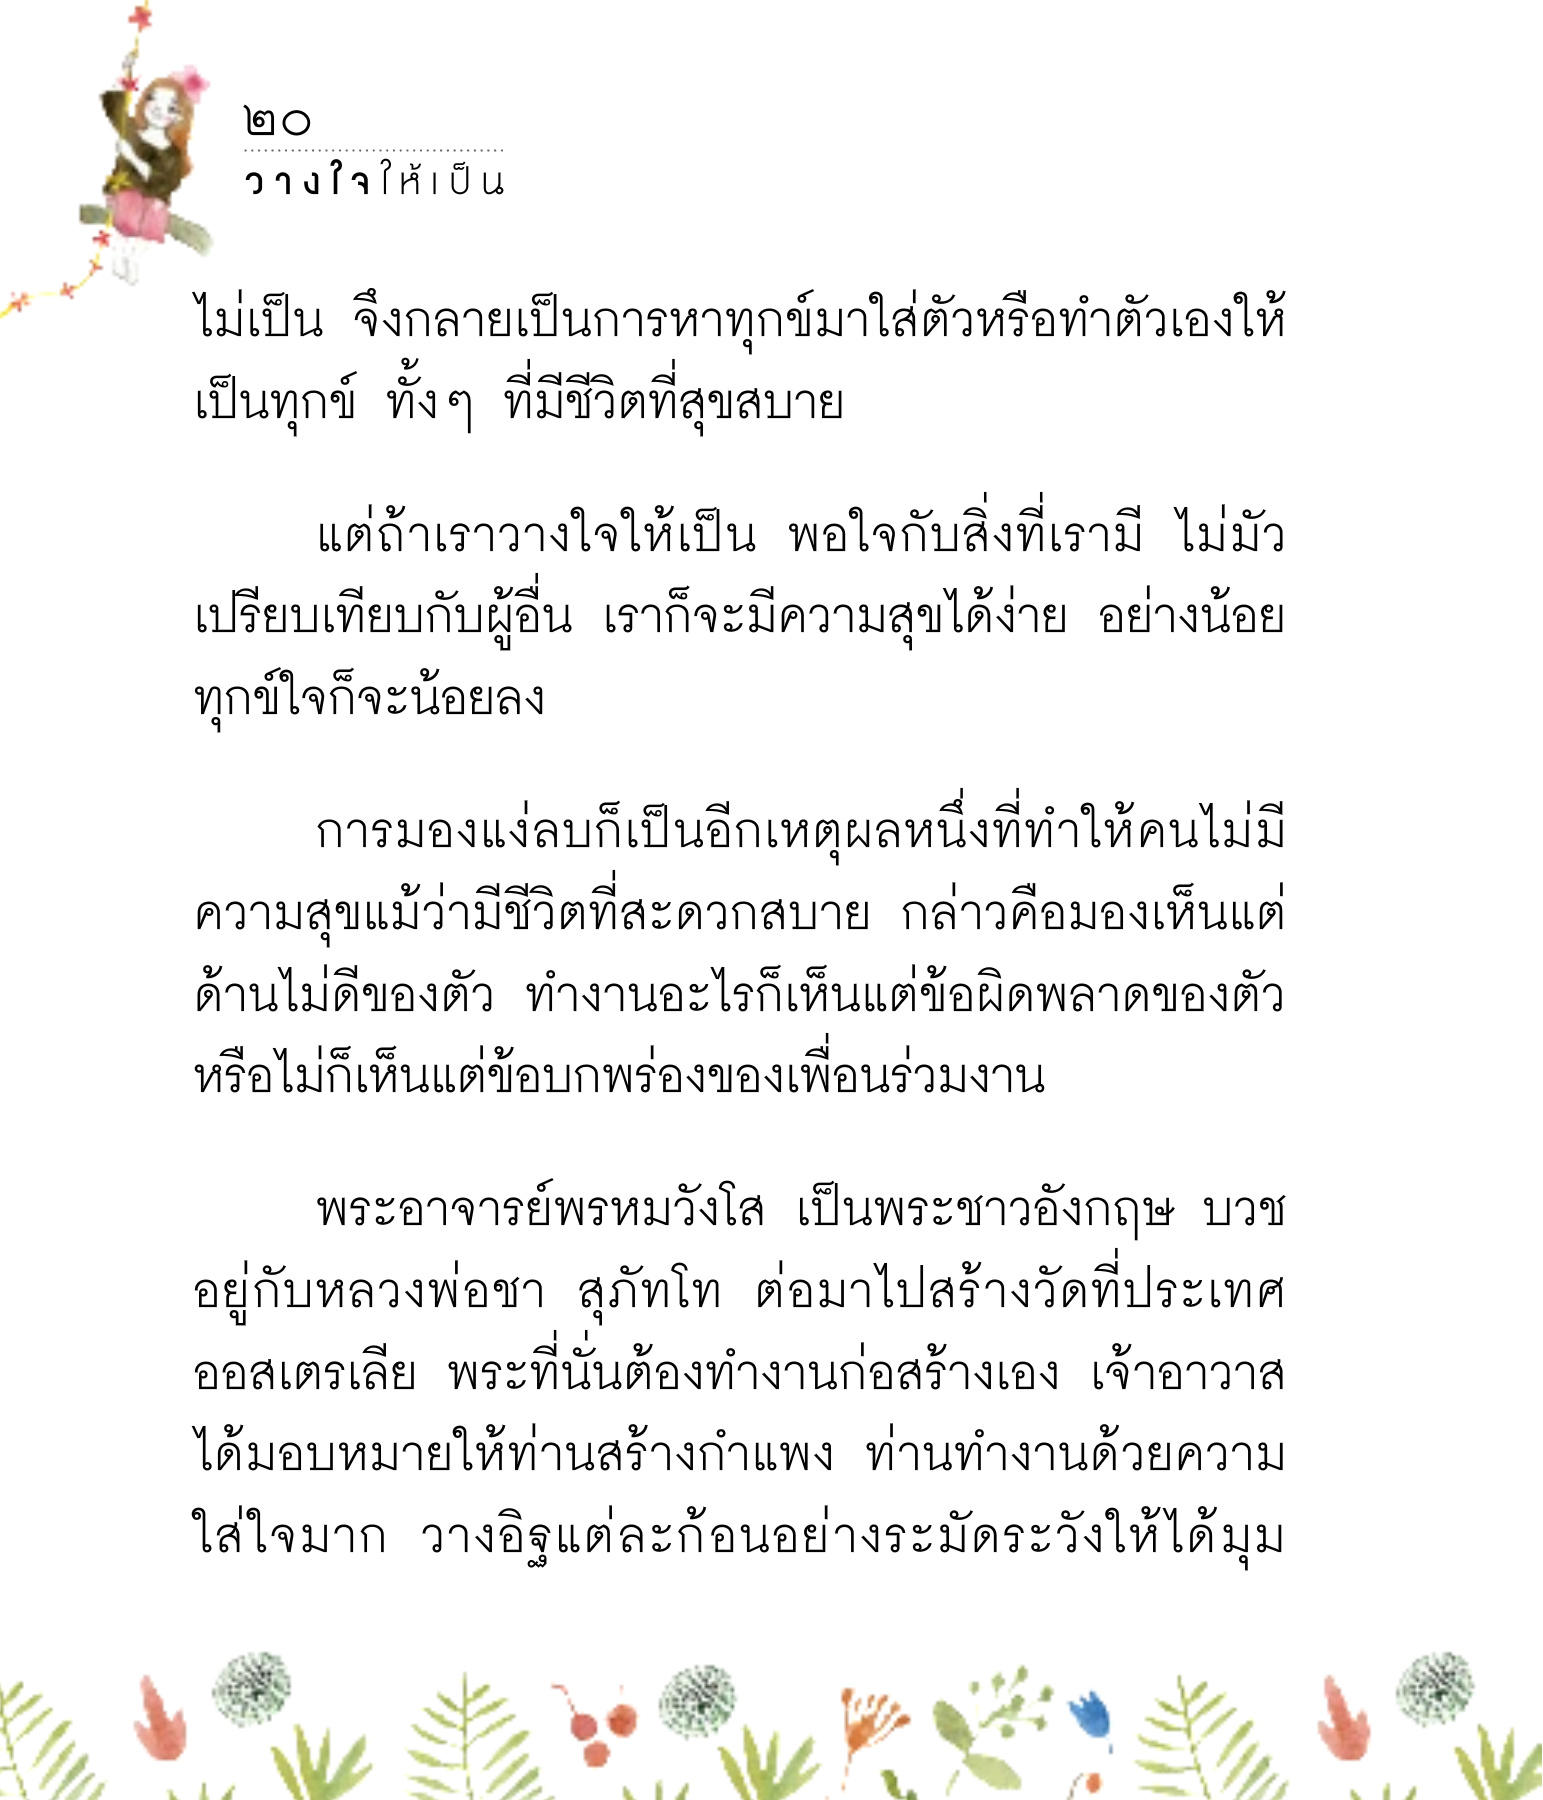 ๒๐
วางใจให้เป็น
ไม่เป็น จึงกลายเป็นการหาทุกข์มาใส่ตัวหรือทำตัวเองให้
เป็นทุกข์ ทั้งๆ ที่มีชีวิตที่สุขสบาย
แต่ถ้าเราวางใจให้เป็น พอใจกับสิ่งที่เรามี ไม่มัว
เปรียบเทียบกับผู้อื่น เราก็จะมีความสุขได้ง่าย อย่างน้อย
ทุกข์ใจก็จะน้อยลง
การมองแง่ลบก็เป็นอีกเหตุผลหนึ่งที่ทำให้คนไม่มี
ความสุขแม้ว่ามีชีวิตที่สะดวกสบาย กล่าวคือมองเห็นแต่
ด้านไม่ดีของตัว ทำงานอะไรก็เห็นแต่ข้อผิดพลาดของตัว
หรือไม่ก็เห็นแต่ข้อบกพร่องของเพื่อนร่วมงาน
พระอาจารย์พรหมวังโส เป็นพระชาวอังกฤษ บวช
อยู่กับหลวงพ่อชา สุภัทโท ต่อมาไปสร้างวัดที่ประเทศ
ออสเตรเลีย พระที่นั่นต้องทำงานก่อสร้างเอง เจ้าอาวาส
ได้มอบหมายให้ท่านสร้างกำแพง ท่านทำงานด้วยความ
ใส่ใจมาก วางอิฐแต่ละก้อนอย่างระมัดระวังให้ได้มุม